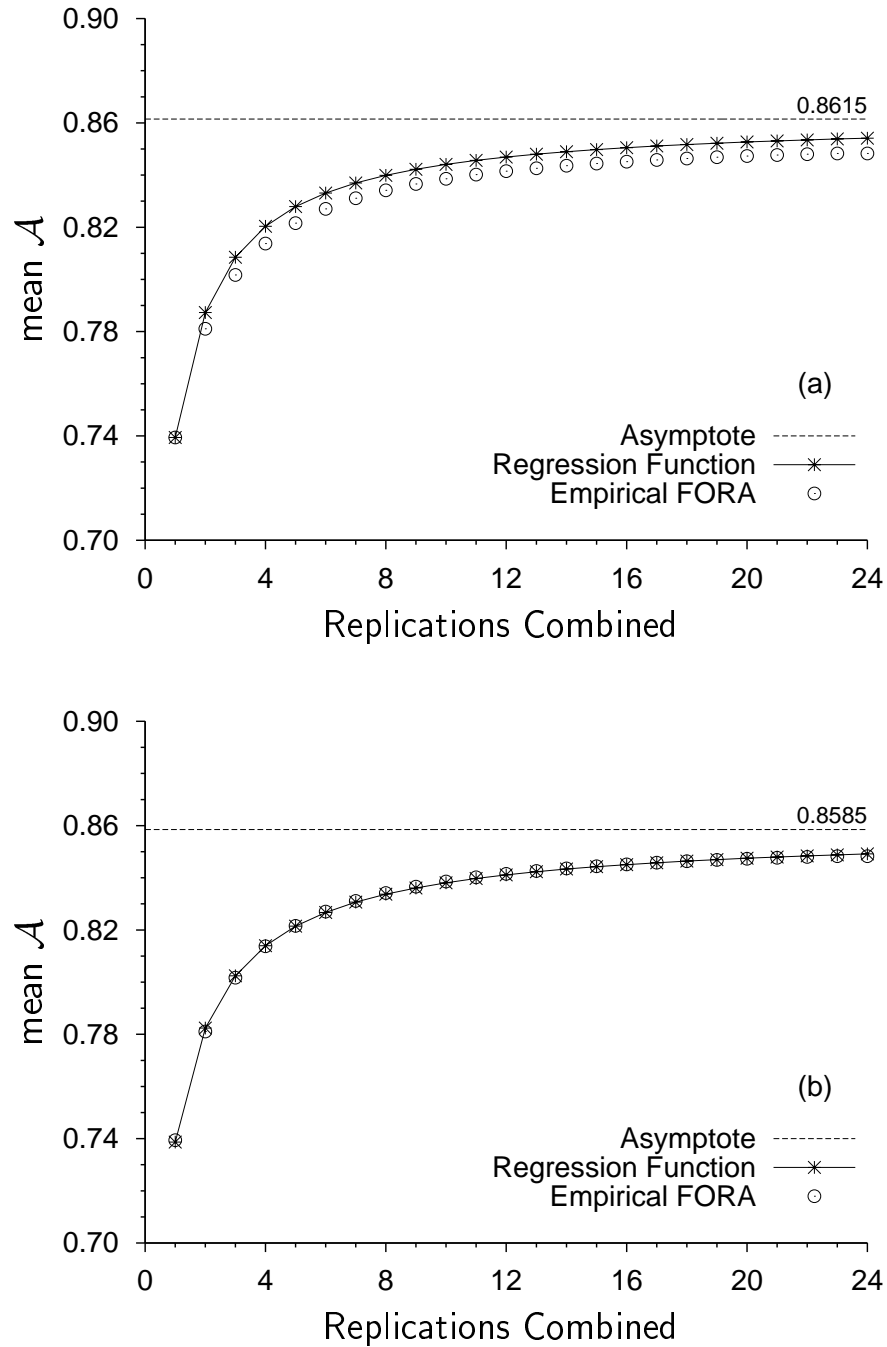 0.90
0.8615
0.86
0.82
mean 𝒜
0.78
(a)
0.74
Asymptote
Regression Function
Empirical FORA
0.70
0 4 8 12 16 20 24
Replications Combined
0.90
0.8585
0.86
0.82
mean 𝒜
0.78
(b)
0.74
Asymptote
Regression Function
Empirical FORA
0.70
0 4 8 12 16 20 24
Replications Combined